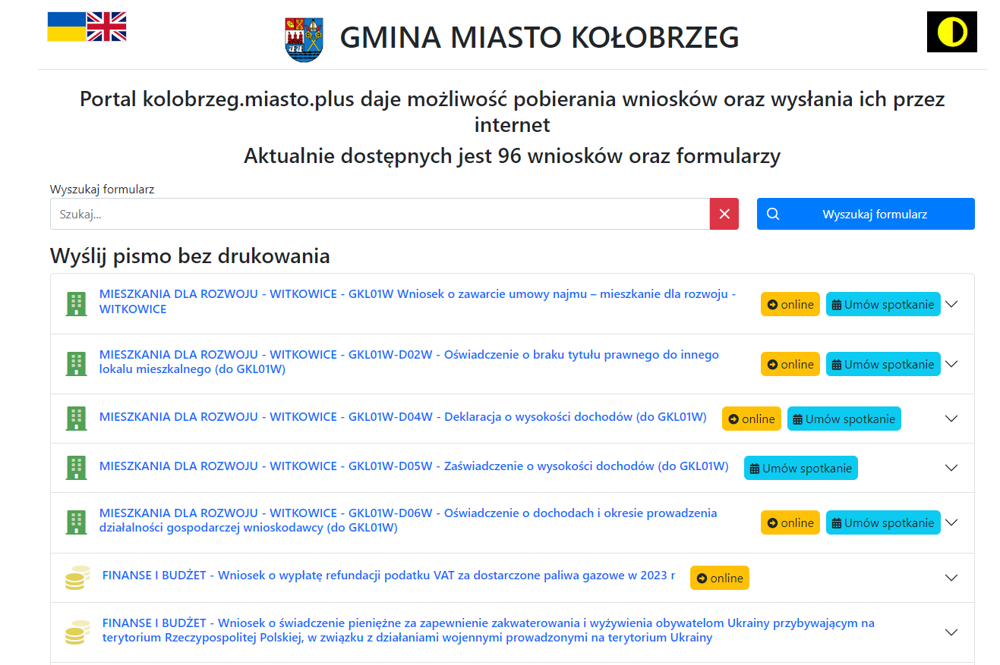 GMINA MIASTO KOŁOBRZEG
Portal kolobrzeg.miasto.plus daje możliwość pobierania wniosków oraz wysłania ich przez
internet
Aktualnie dostępnych jest 96 wniosków oraz formularzy
Wyszukaj formularz
Szukaj...
Wyszukaj formularz
Wyślij pismo bez drukowania
MIESZKANIA DLA ROZWOJU - WITKOWICE - GKL01W Wniosek o zawarcie umowy najmu – mieszkanie dla rozwoju -
WITKOWICE
online
Umów spotkanie
MIESZKANIA DLA ROZWOJU - WITKOWICE - GKL01W-D02W - Oświadczenie o braku tytułu prawnego do innego
lokalu mieszkalnego (do GKL01W)
online
Umów spotkanie
MIESZKANIA DLA ROZWOJU - WITKOWICE - GKL01W-D04W - Deklaracja o wysokości dochodów (do GKL01W)
online
Umów spotkanie
MIESZKANIA DLA ROZWOJU - WITKOWICE - GKL01W-D05W - Zaświadczenie o wysokości dochodów (do GKL01W)
Umów spotkanie
MIESZKANIA DLA ROZWOJU - WITKOWICE - GKL01W-D06W - Oświadczenie o dochodach i okresie prowadzenia
działalności gospodarczej wnioskodawcy (do GKL01W)
online
Umów spotkanie
FINANSE I BUDŻET - Wniosek o wypłatę refundacji podatku VAT za dostarczone paliwa gazowe w 2023 r
online
FINANSE I BUDŻET - Wniosek o świadczenie pieniężne za zapewnienie zakwaterowania i wyżywienia obywatelom Ukrainy przybywającym na
terytorium Rzeczypospolitej Polskiej, w związku z działaniami wojennymi prowadzonymi na terytorium Ukrainy